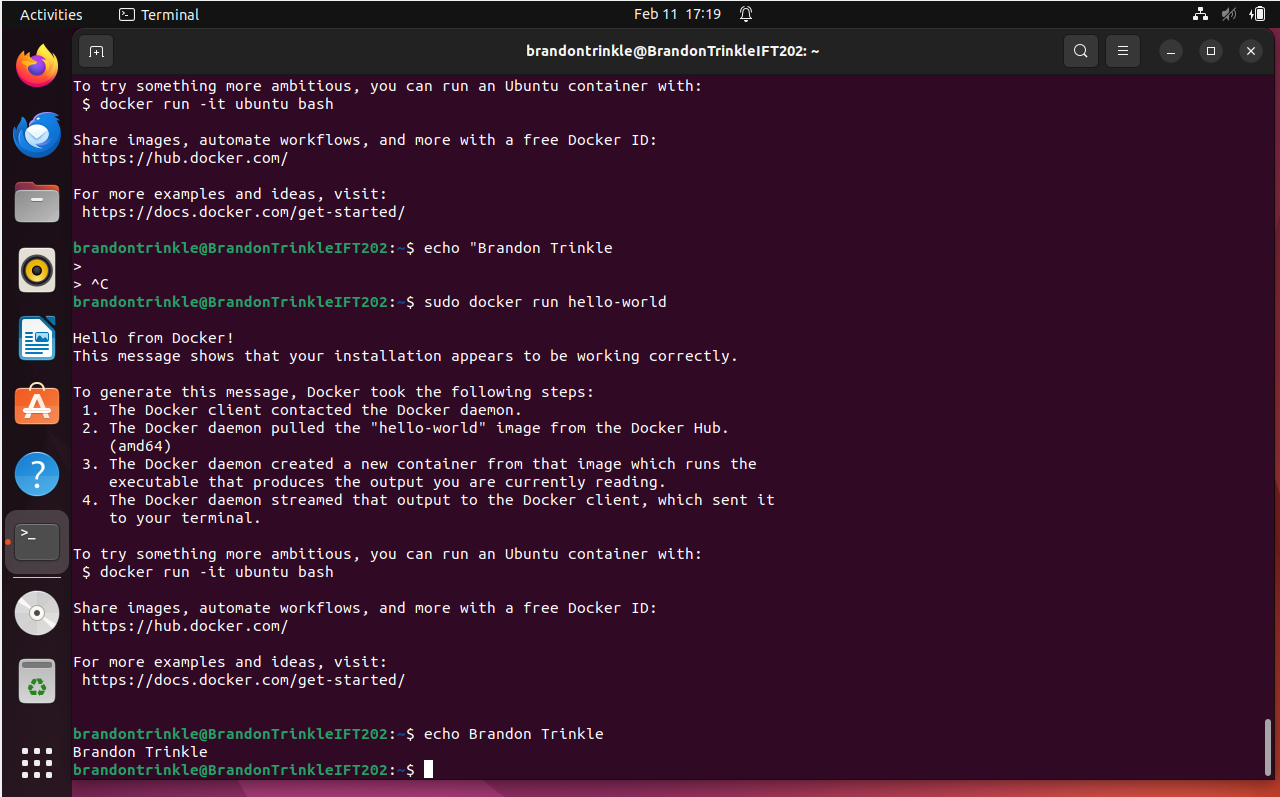 Activities Terminal Feb 11 17:19
brandontrinkle@BrandonTrinkleIFT202: ~
To try something more ambitious, you can run an Ubuntu container with:
 $ docker run -it ubuntu bash

Share images, automate workflows, and more with a free Docker ID:
 https://hub.docker.com/

For more examples and ideas, visit:
 https://docs.docker.com/get-started/

brandontrinkle@BrandonTrinkleIFT202:~$ echo "Brandon Trinkle
>
> ^C
brandontrinkle@BrandonTrinkleIFT202:~$ sudo docker run hello-world

Hello from Docker!
This message shows that your installation appears to be working correctly.

To generate this message, Docker took the following steps:
 1. The Docker client contacted the Docker daemon.
 2. The Docker daemon pulled the "hello-world" image from the Docker Hub.
    (amd64)
 3. The Docker daemon created a new container from that image which runs the
    executable that produces the output you are currently reading.
 4. The Docker daemon streamed that output to the Docker client, which sent it
    to your terminal.

To try something more ambitious, you can run an Ubuntu container with:
 $ docker run -it ubuntu bash

Share images, automate workflows, and more with a free Docker ID:
 https://hub.docker.com/

For more examples and ideas, visit:
 https://docs.docker.com/get-started/

brandontrinkle@BrandonTrinkleIFT202:~$ echo Brandon Trinkle
Brandon Trinkle
brandontrinkle@BrandonTrinkleIFT202:~$